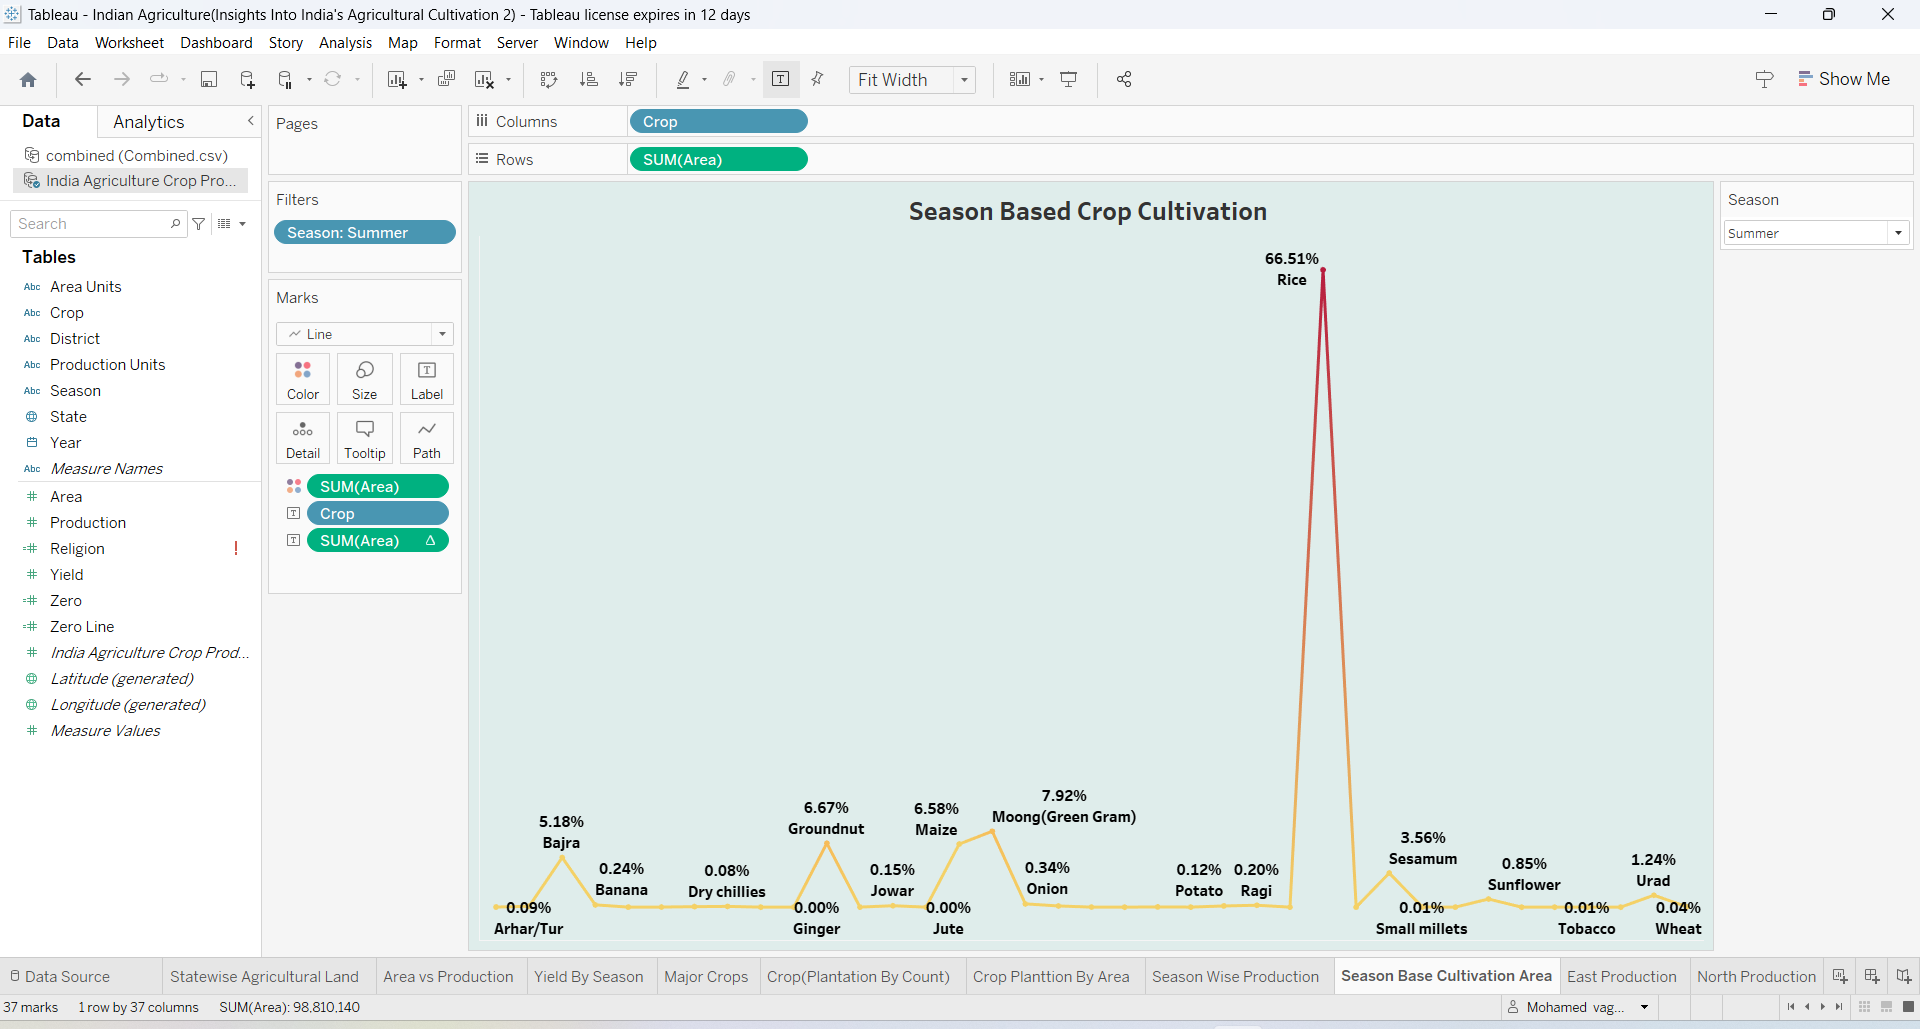 Tableau - Indian Agriculture(Insights Into India's Agricultural Cultivation 2) - Tableau license expires in 12 days
File Data Worksheet Dashboard Story Analysis Map Format Server Window Help
Fit Width
Show Me
Data Analytics
combined (Combined.csv)
India Agriculture Crop Pro...
Search
Tables
Abc Area Units
Abc Crop
Abc District
Abc Production Units
Abc Season
State
Year
Abc Measure Names
Area
Production
Religion !
Yield
Zero
Zero Line
India Agriculture Crop Prod...
Latitude (generated)
Longitude (generated)
Measure Values
Pages
Filters
Season: Summer
Marks
Line
Color Size Label
Detail Tooltip Path
SUM(Area)
Crop
SUM(Area) Δ
Columns Crop
Rows SUM(Area)
Season Based Crop Cultivation
66.51%
Rice
7.92%
Moong(Green Gram)
6.67%
Groundnut
6.58%
Maize
5.18%
Bajra
3.56%
Sesamum
0.24%
Banana
0.08%
Dry chillies
0.15%
Jowar
0.34%
Onion
0.12%
Potato
0.20%
Ragi
0.85%
Sunflower
1.24%
Urad
0.09%
Arhar/Tur
0.00%
Ginger
0.00%
Jute
0.01%
Small millets
0.01%
Tobacco
0.04%
Wheat
Season
Summer
Data Source Statewise Agricultural Land Area vs Production Yield By Season Major Crops Crop(Plantation By Count) Crop Planttion By Area Season Wise Production Season Base Cultivation Area East Production North Production
37 marks 1 row by 37 columns SUM(Area): 98,810,140
Mohamed vag...